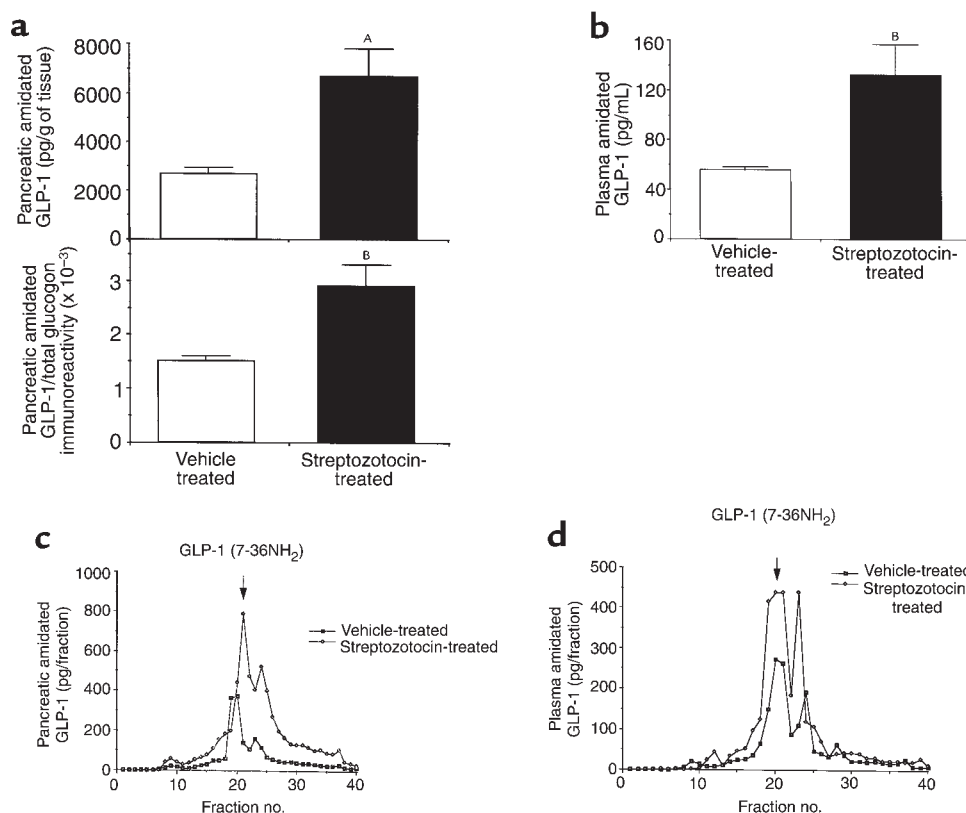 a
Pancreatic amidated
GLP-1 (pg/g of tissue)
8000
6000
4000
2000
0
A
Pancreatic amidated
GLP-1/total glucogon
immunoreactivity (x 10⁻³)
3
2
1
0
B
Vehicle
treated
Streptozotocin-
treated
b
Plasma amidated
GLP-1 (pg/mL)
160
120
80
40
0
B
Vehicle-
treated
Streptozotocin-
treated
c
GLP-1 (7-36NH₂)
Pancreatic amidated
GLP-1 (pg/fraction)
1000
800
600
400
200
0
Vehicle-treated
Streptozotocin-treated
0 10 20 30 40
Fraction no.
d
GLP-1 (7-36NH₂)
Plasma amidated
GLP-1 (pg/fraction)
500
400
300
200
100
0
Vehicle-treated
Streptozotocin
treated
0 10 20 30 40
Fraction no.